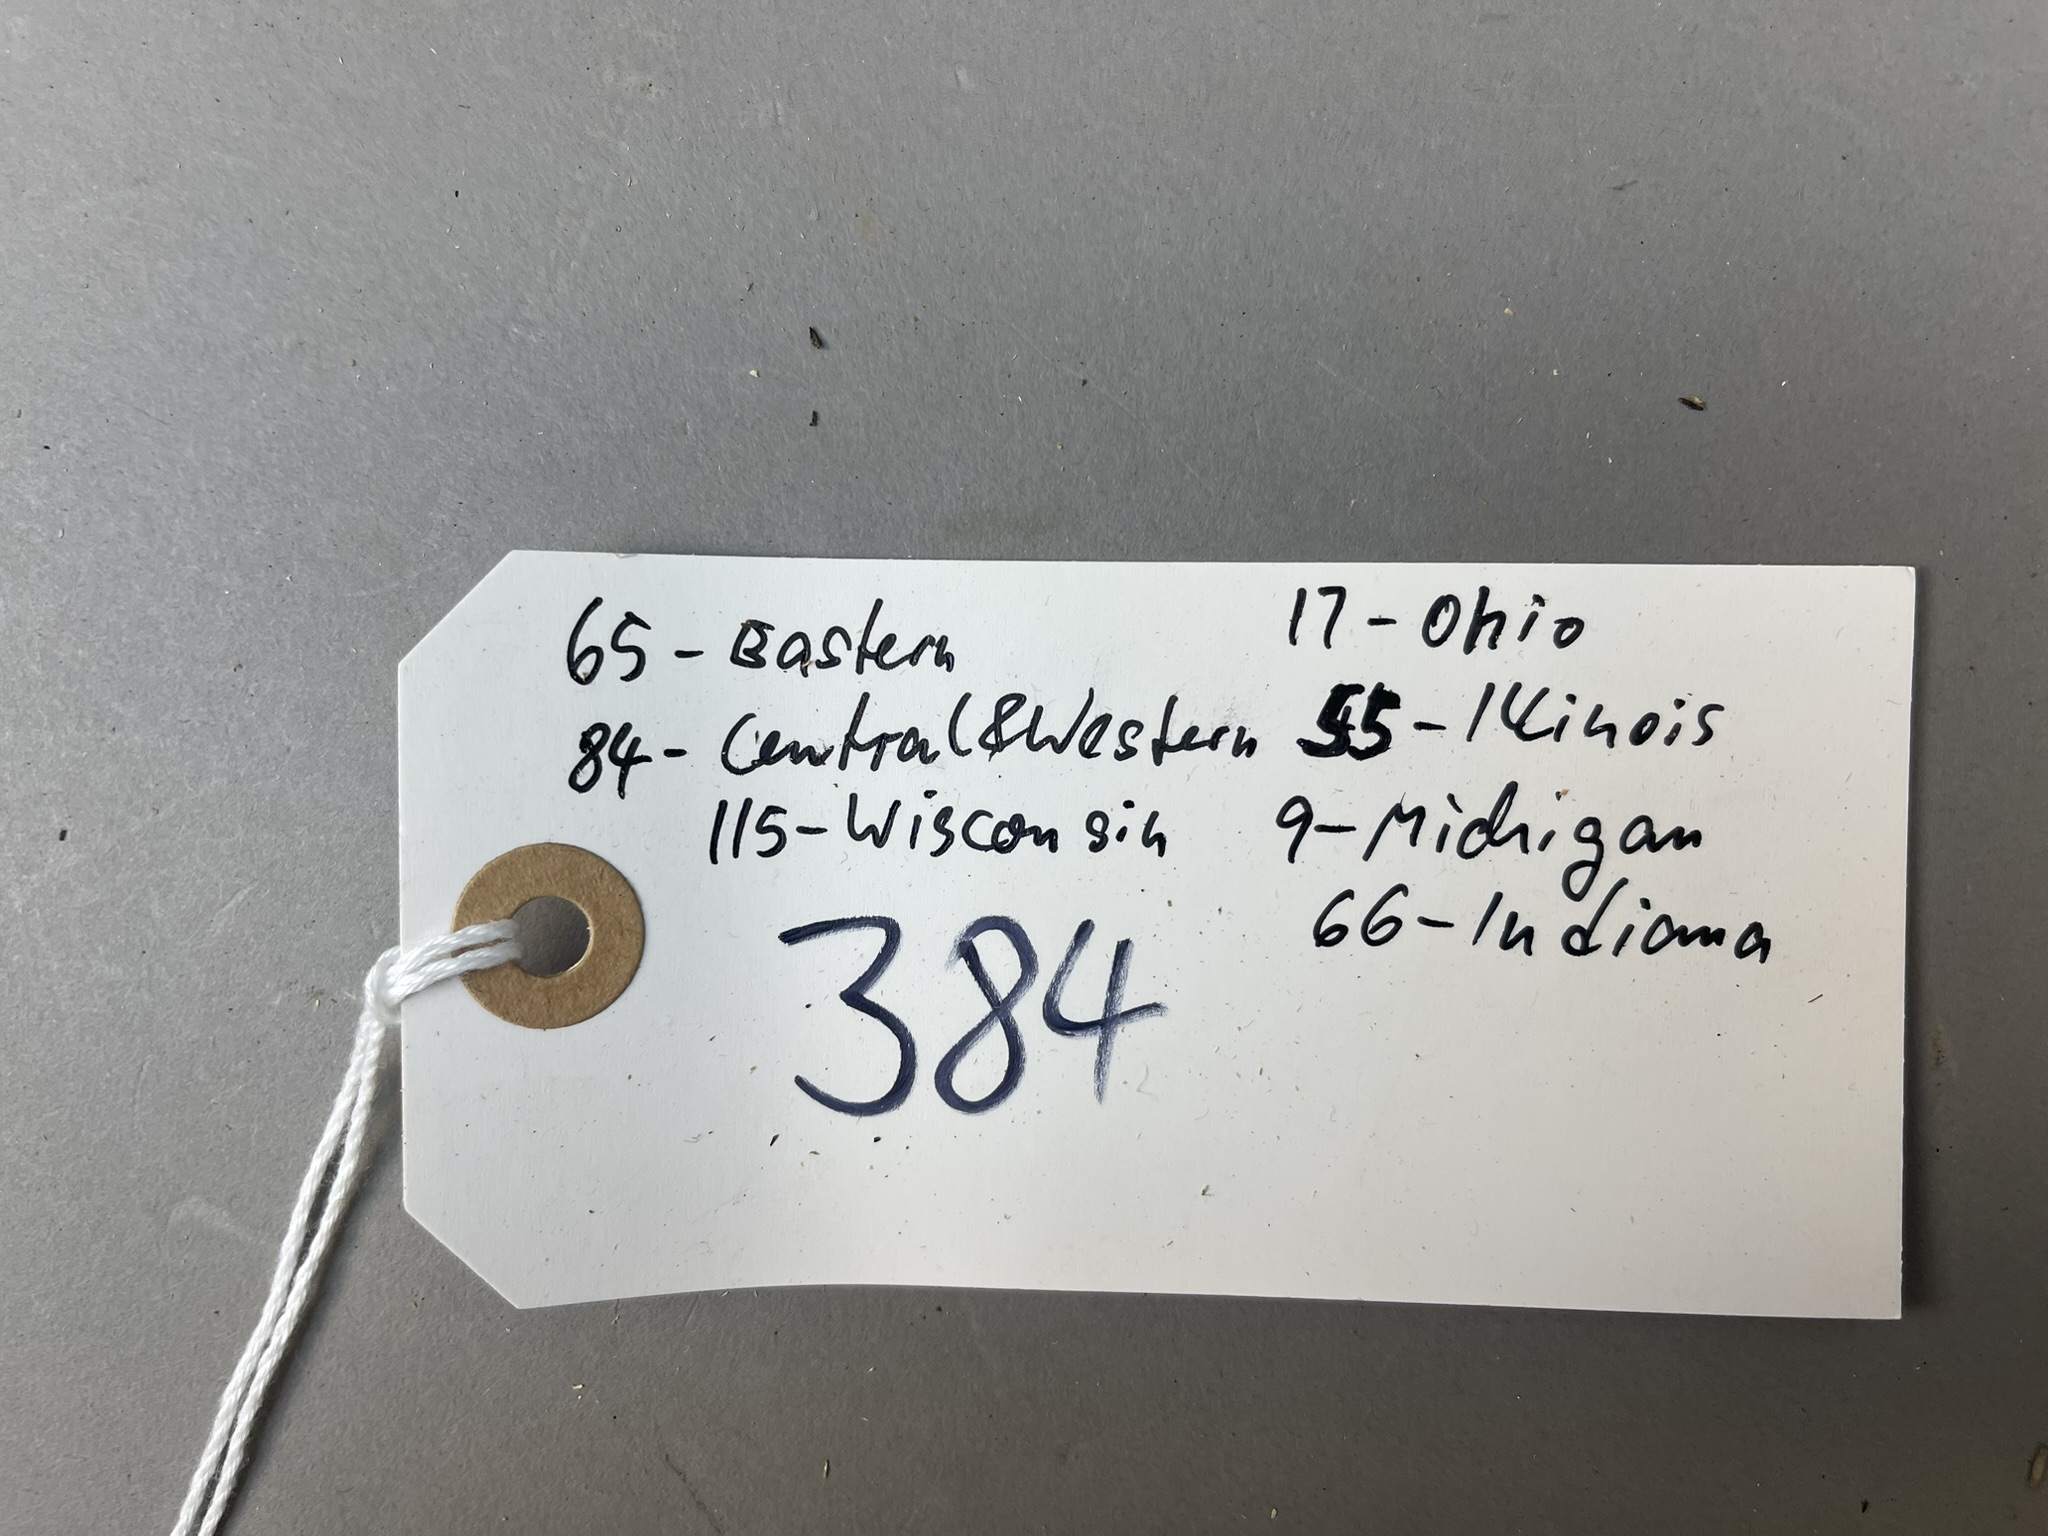 65 - Eastern
84 - Central & Western
115 - Wisconsin
17 - Ohio
55 - Illinois
9 - Michigan
66 - Indiana
384